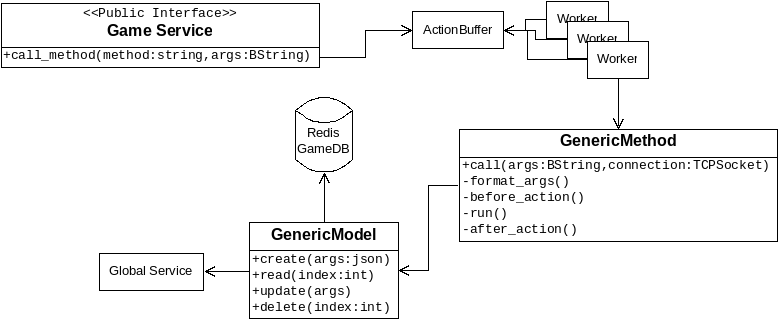 <<Public Interface>>
Game Service
+call_method(method:string,args:BString)
ActionBuffer
Worker
Worker
Worker
GenericMethod
+call(args:BString,connection:TCPSocket)
-format_args()
-before_action()
-run()
-after_action()
Redis
GameDB
GenericModel
+create(args:json)
+read(index:int)
+update(args)
+delete(index:int)
Global Service